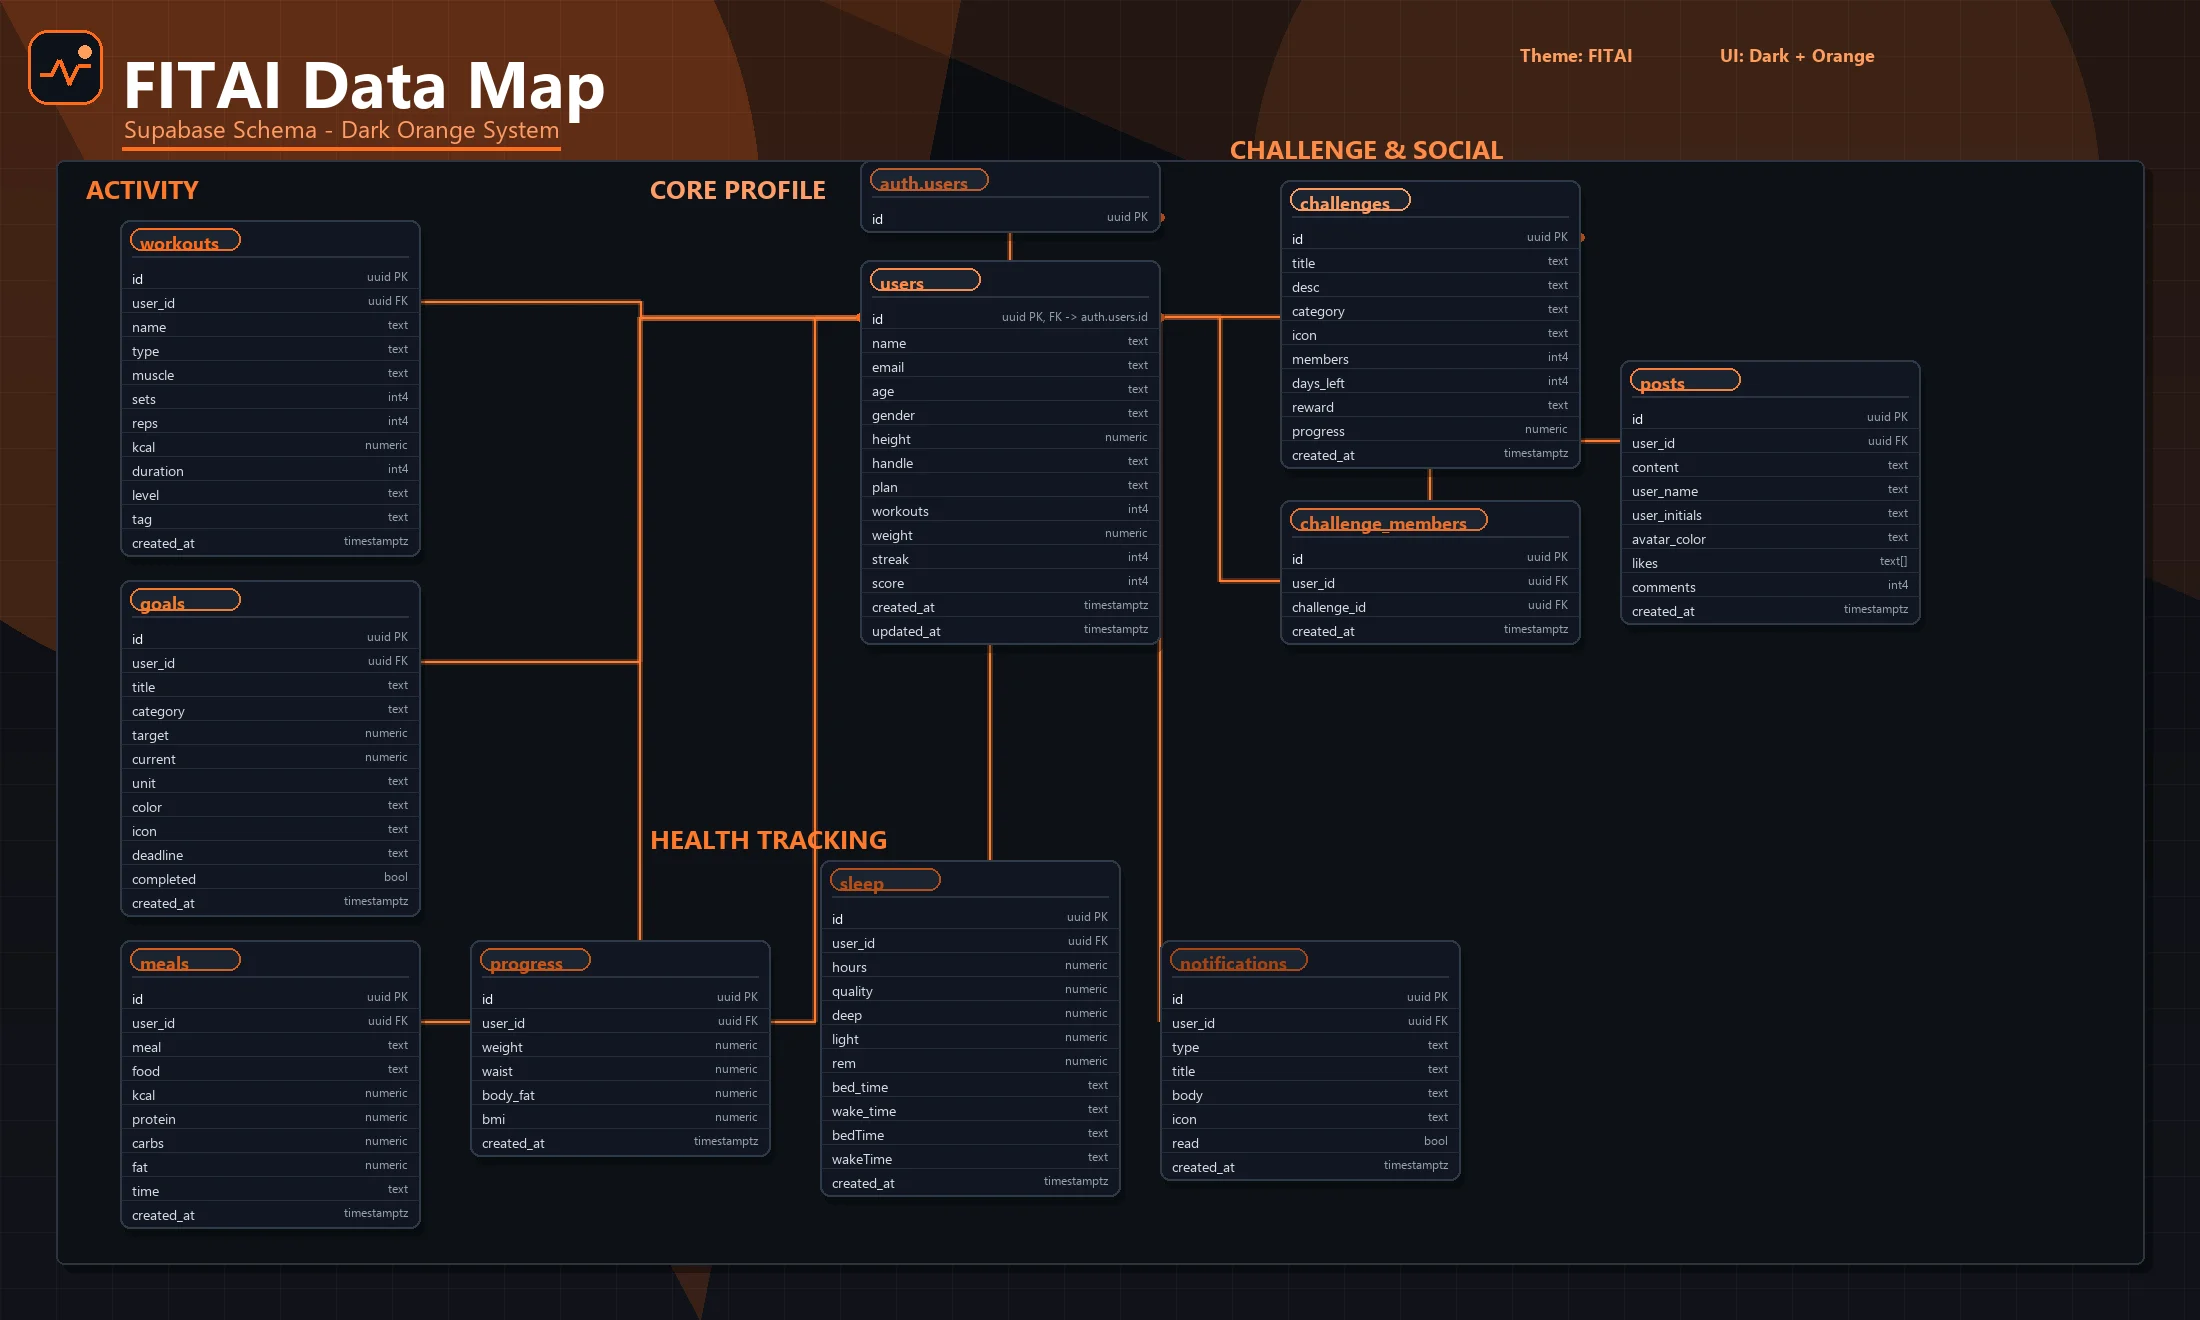 FITAI Data Map
Supabase Schema - Dark Orange System
Theme: FITAI
UI: Dark + Orange
ACTIVITY
workouts
id uuid PK
user_id uuid FK
name text
type text
muscle text
sets int4
reps int4
kcal numeric
duration int4
level text
tag text
created_at timestamptz
goals
id uuid PK
user_id uuid FK
title text
category text
target numeric
current numeric
unit text
color text
icon text
deadline text
completed bool
created_at timestamptz
meals
id uuid PK
user_id uuid FK
meal text
food text
kcal numeric
protein numeric
carbs numeric
fat numeric
time text
created_at timestamptz
CORE PROFILE
auth.users
id uuid PK
users
id uuid PK, FK -> auth.users.id
name text
email text
age text
gender text
height numeric
handle text
plan text
workouts int4
weight numeric
streak int4
score int4
created_at timestamptz
updated_at timestamptz
HEALTH TRACKING
progress
id uuid PK
user_id uuid FK
weight numeric
waist numeric
body_fat numeric
bmi numeric
created_at timestamptz
sleep
id uuid PK
user_id uuid FK
hours numeric
quality numeric
deep numeric
light numeric
rem numeric
bed_time text
wake_time text
bedTime text
wakeTime text
created_at timestamptz
notifications
id uuid PK
user_id uuid FK
type text
title text
body text
icon text
read bool
created_at timestamptz
CHALLENGE & SOCIAL
challenges
id uuid PK
title text
desc text
category text
icon text
members int4
days_left int4
reward text
progress numeric
created_at timestamptz
challenge_members
id uuid PK
user_id uuid FK
challenge_id uuid FK
created_at timestamptz
posts
id uuid PK
user_id uuid FK
content text
user_name text
user_initials text
avatar_color text
likes text[]
comments int4
created_at timestamptz